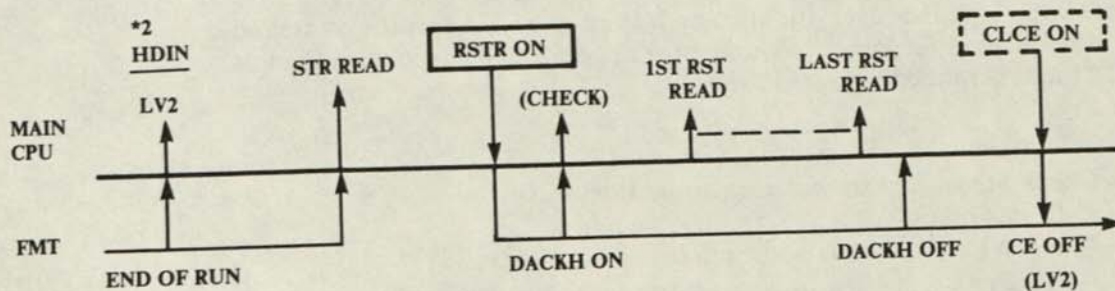 *2
HDIN
LV2
STR READ
RSTR ON
(CHECK)
1ST RST
READ
LAST RST
READ
CLCE ON
MAIN
CPU
FMT
END OF RUN
DACKH ON
DACKH OFF
CE OFF
(LV2)